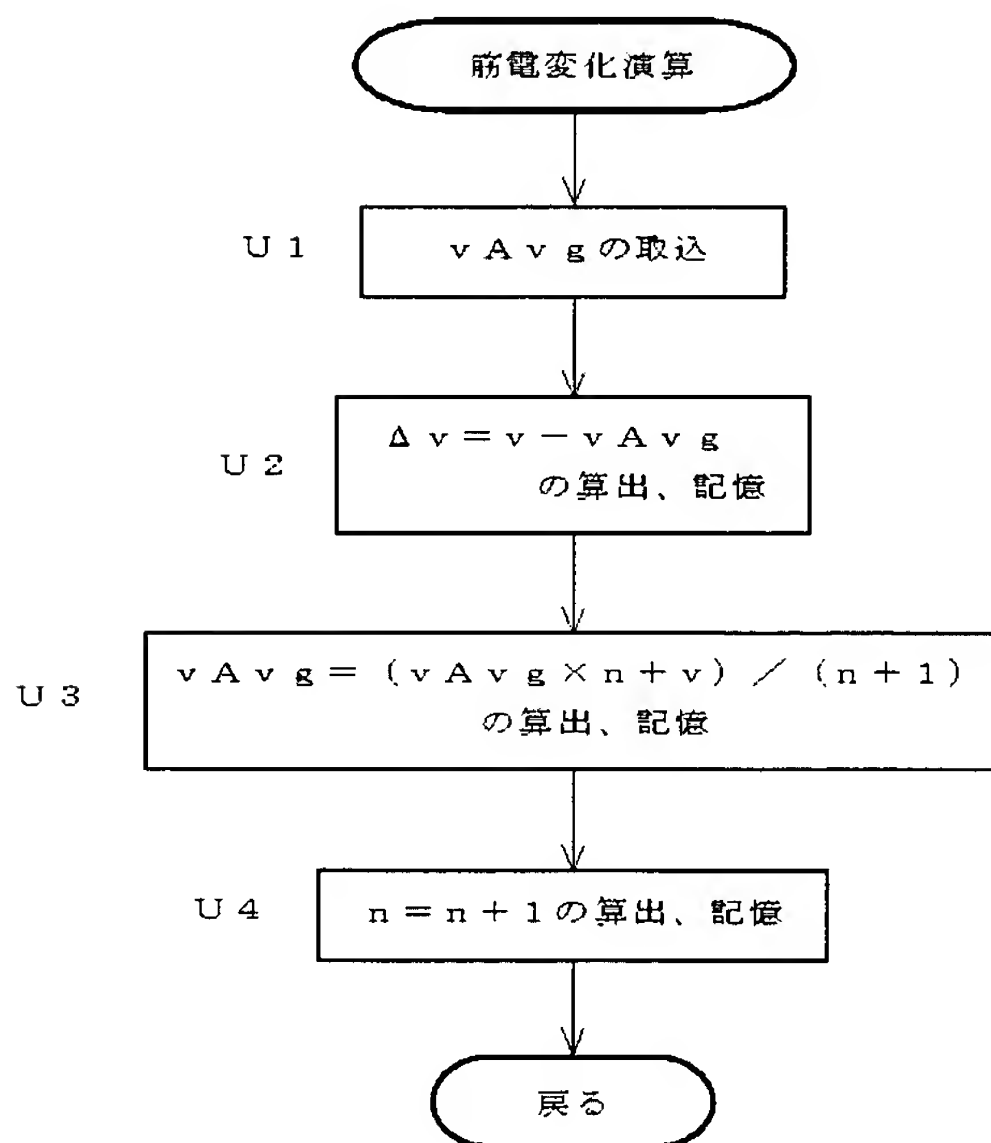 筋電変化演算
U1
vAvgの取込
U2
Δv=v-vAvg
の算出、記憶
U3
vAvg=(vAvg×n+v)/(n+1)
の算出、記憶
U4
n=n+1の算出、記憶
戻る